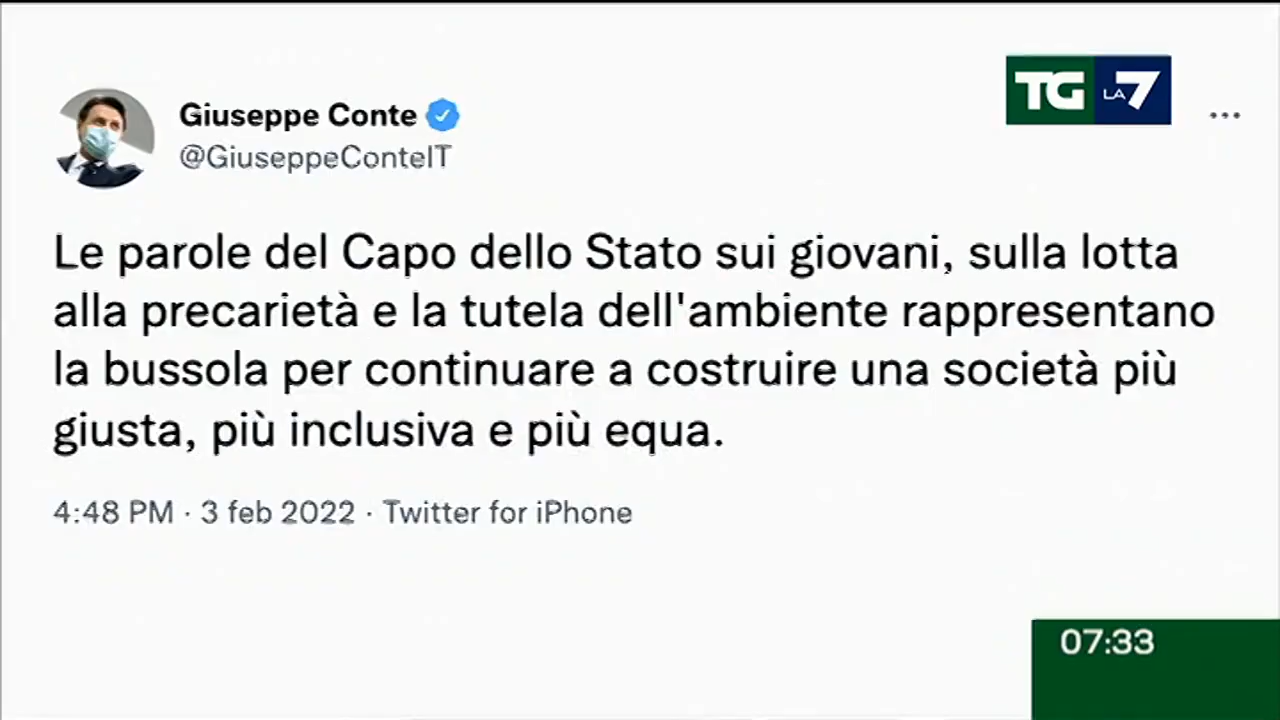 Giuseppe Conte
@GiuseppeConteIT
TG LA7
Le parole del Capo dello Stato sui giovani, sulla lotta
alla precarietà e la tutela dell'ambiente rappresentano
la bussola per continuare a costruire una società più
giusta, più inclusiva e più equa.
4:48 PM · 3 feb 2022 · Twitter for iPhone
07:33